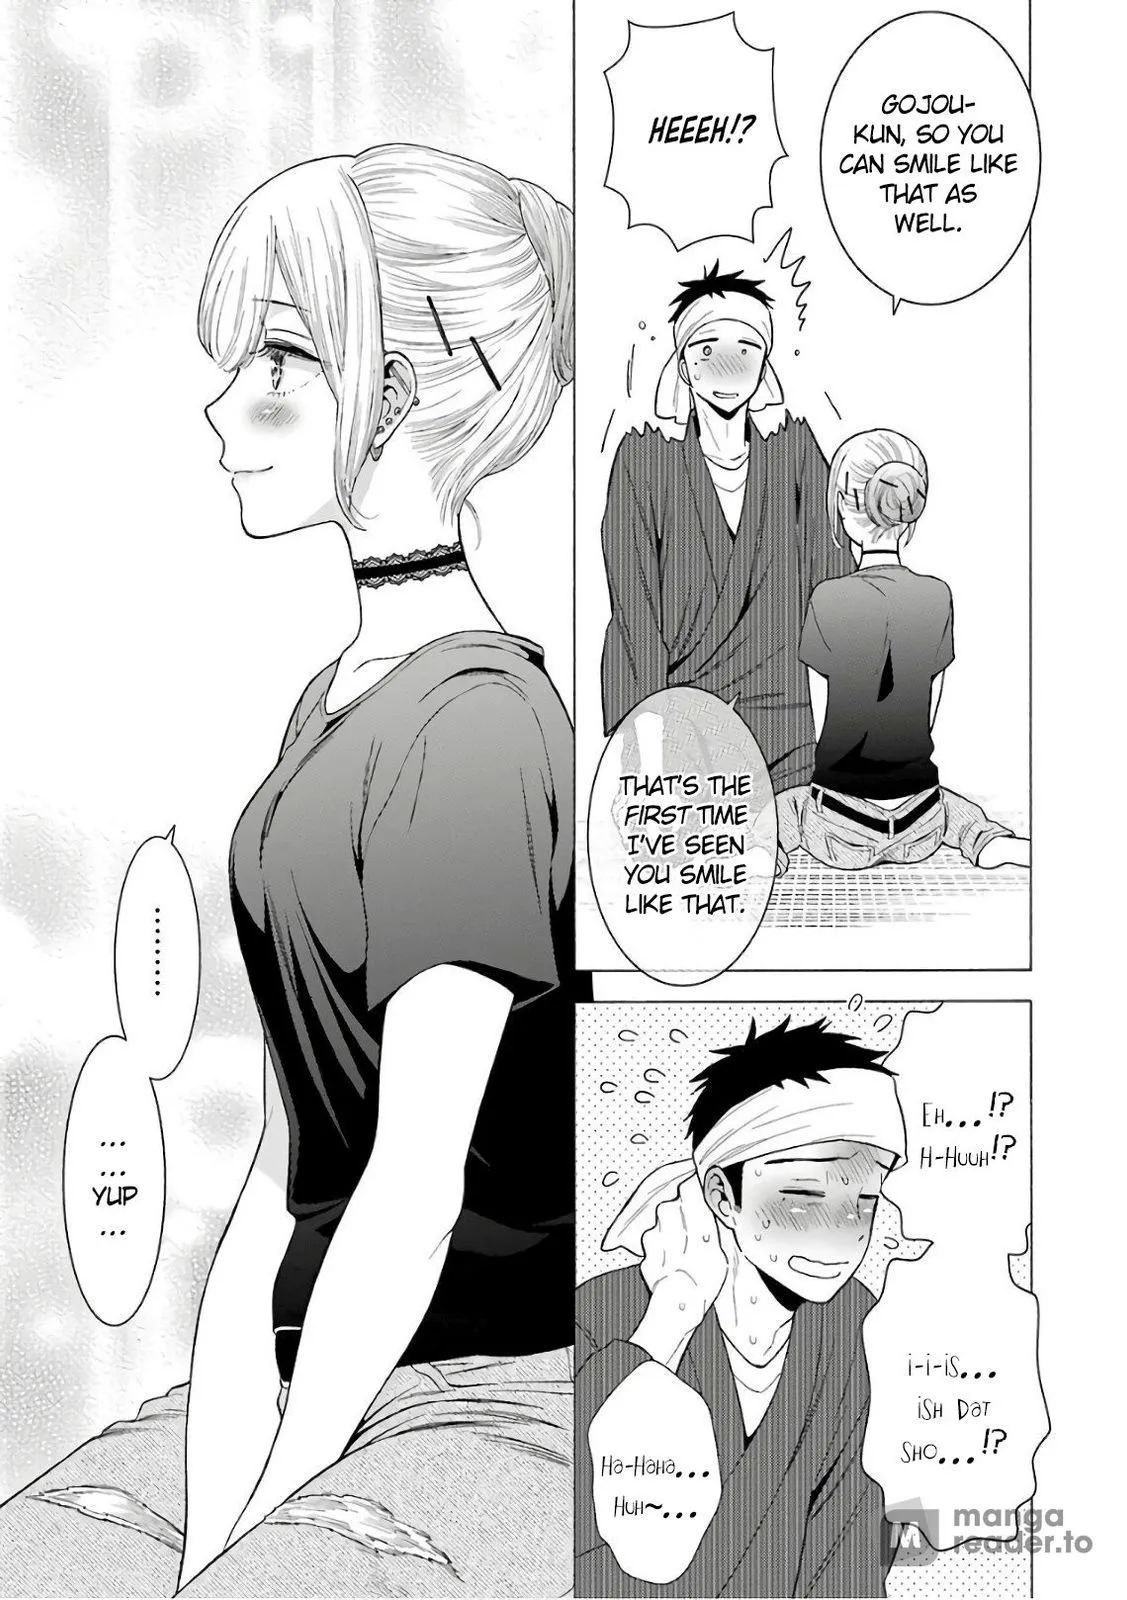 GOJOU-
KUN, SO YOU
CAN SMILE LIKE
THAT AS
WELL.
HEEEH!?
THAT'S THE
FIRST TIME
I'VE SEEN
YOU SMILE
LIKE THAT.
EH...!?
H-HUUH!?
I-I-IS...
ISH DAT
SHO...!?
HA-HAHA...
HUH~...
.........
...
...
YUP
...
M
manga
reader.to